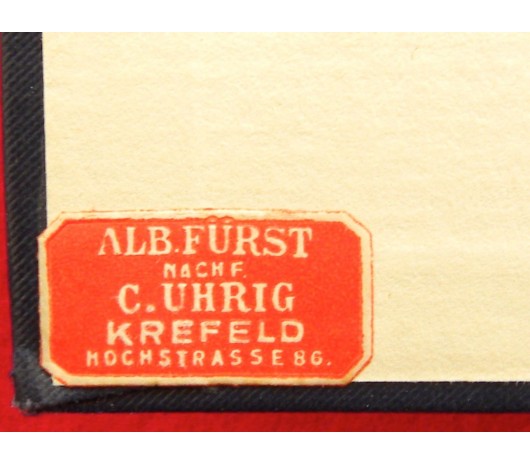 ALB. FÜRST
NACHF.
C. UHRIG
KREFELD
HOCHSTRASSE 86.